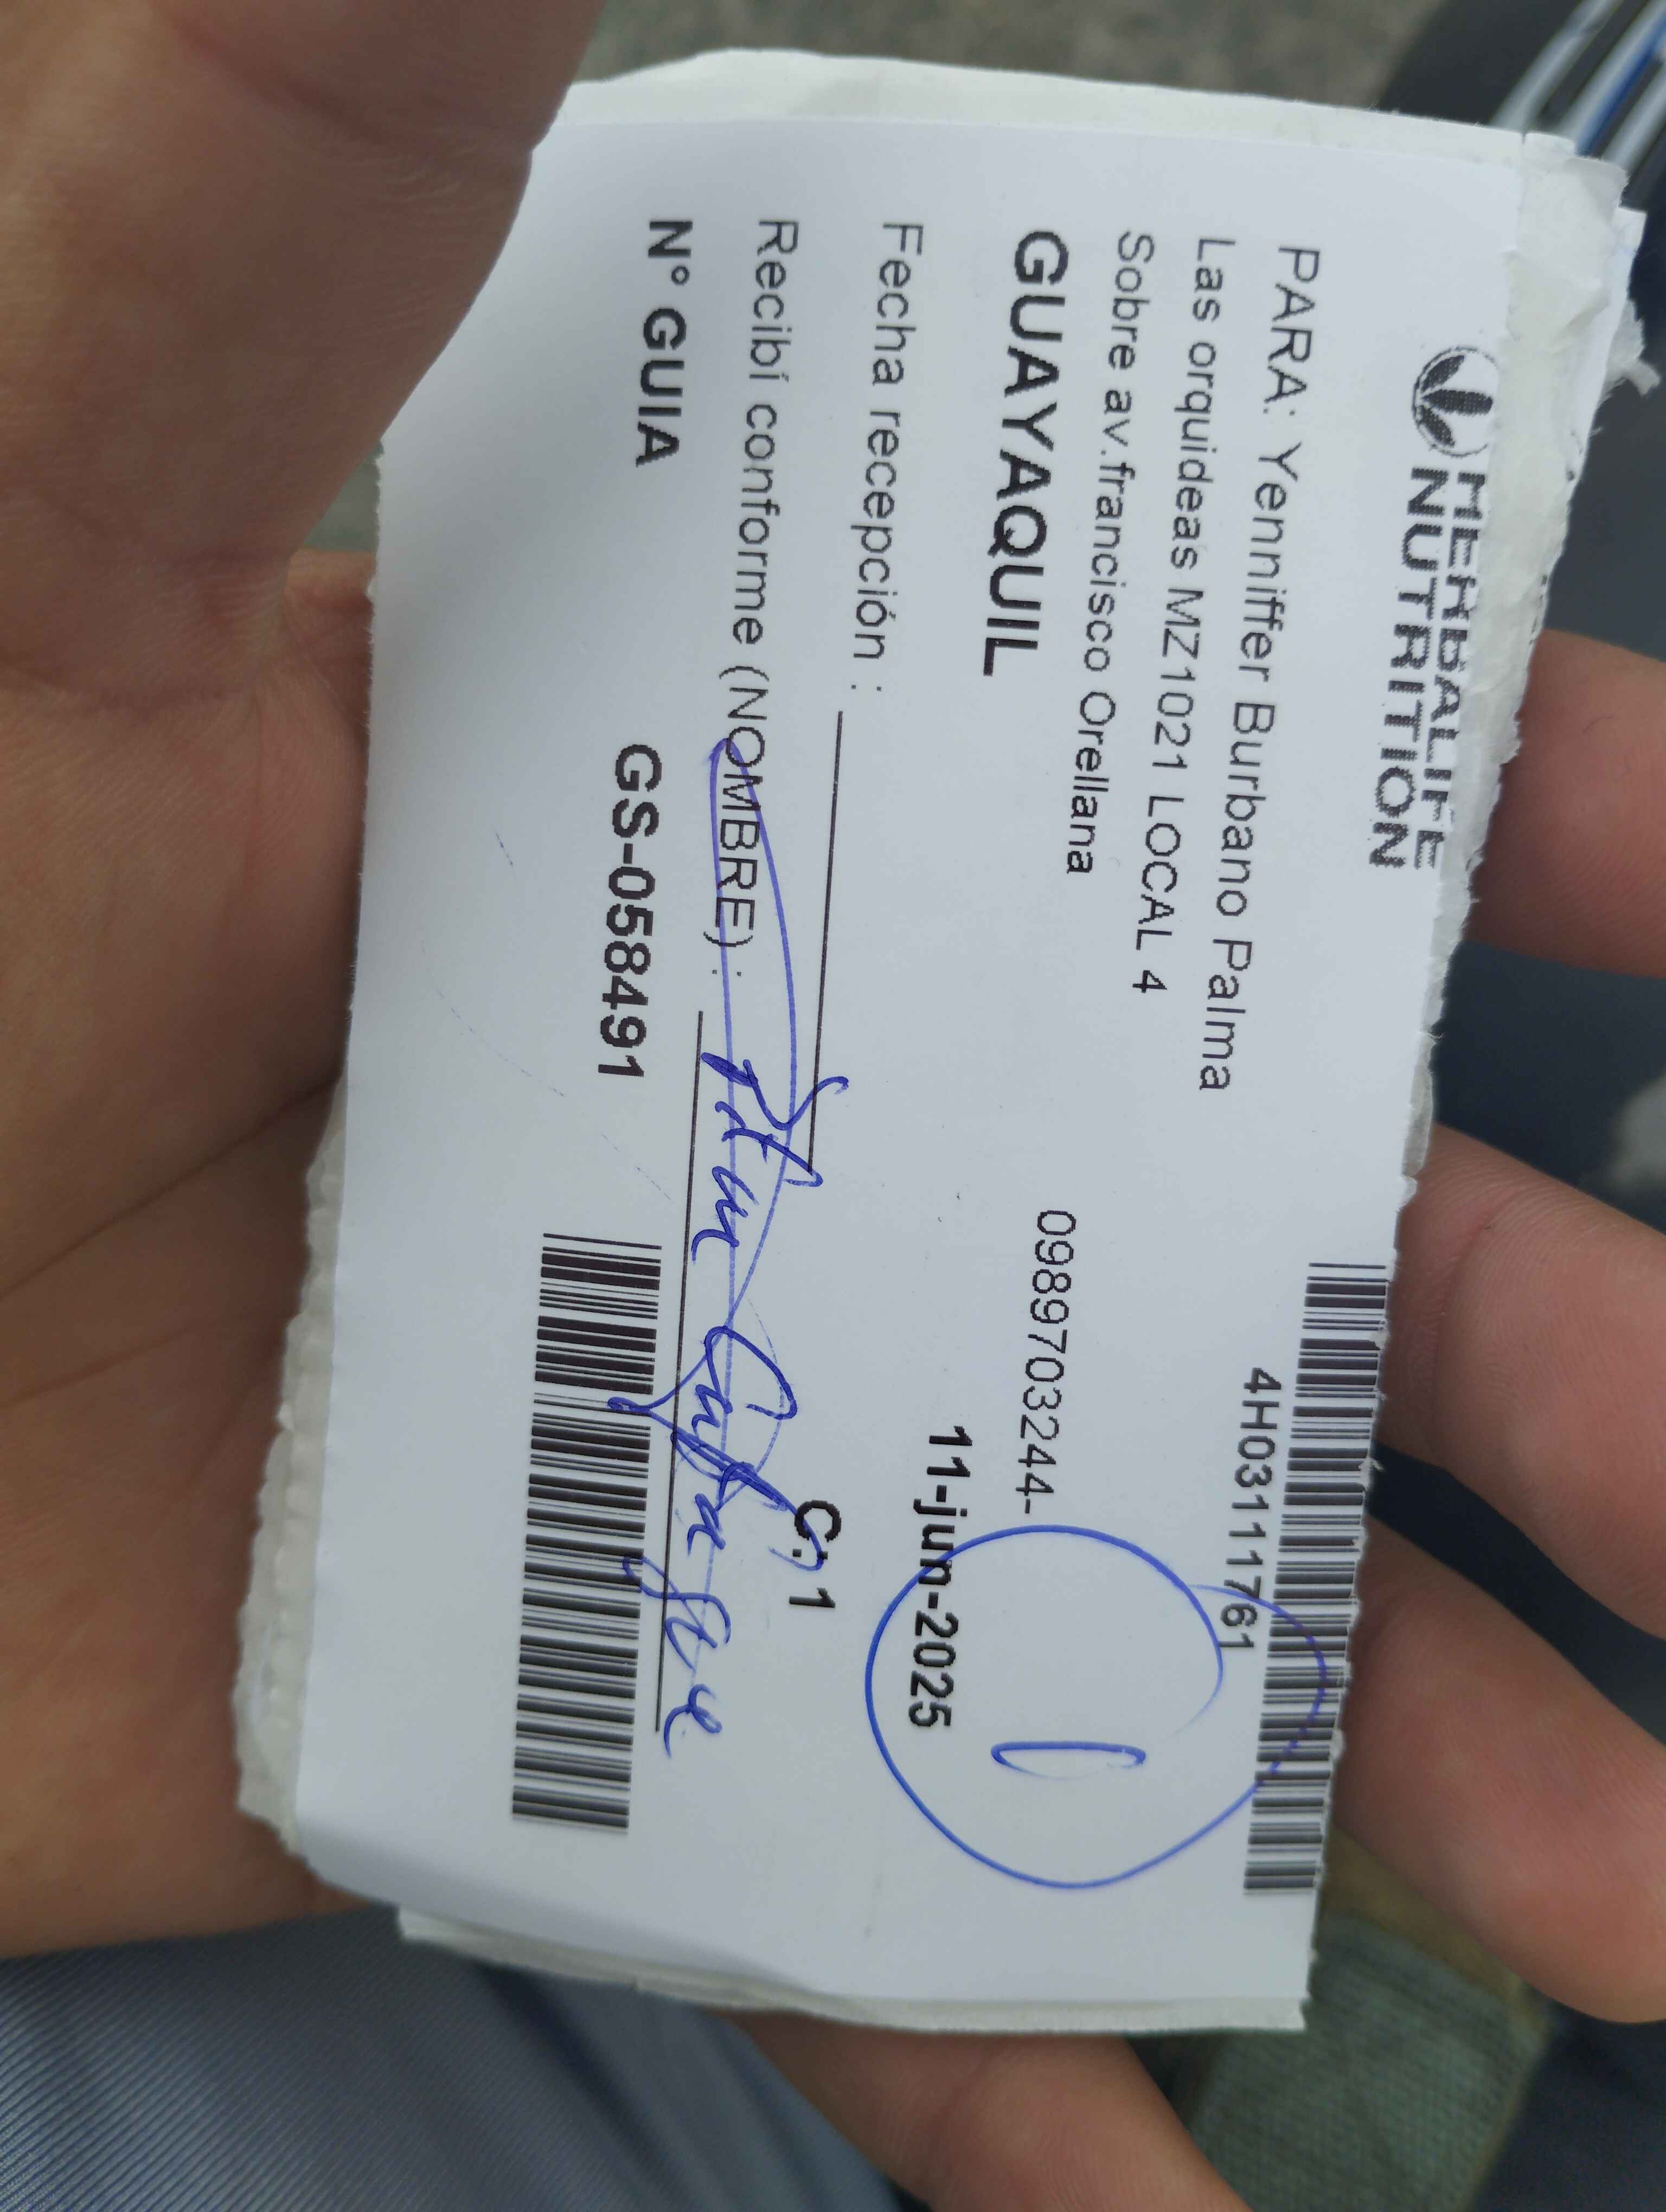 HERBALIFE
NUTRITION
4H03111761
PARA: Yenniffer Burbano Palma
Las orquideas MZ1021 LOCAL 4
Sobre av.francisco Orellana
0989703244-
GUAYAQUIL
11-jun-2025
1
Fecha recepción :
C: 1
Recibí conforme (NOMBRE) :
N° GUIA
GS-058491